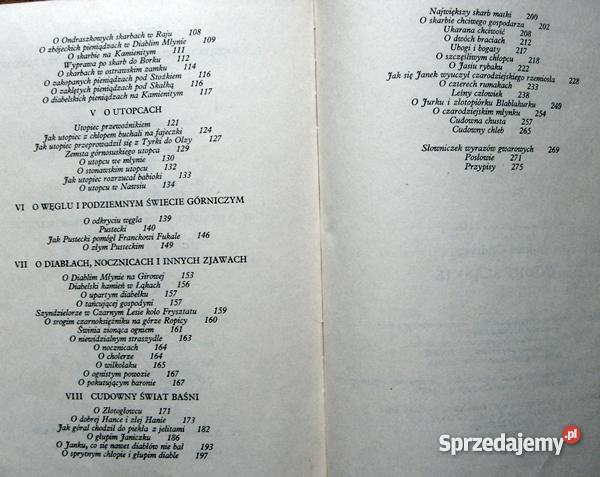 O Ondraszkowych skarbach w Raju 108
O zbójeckich pieniądzach w Diablim Młynie 109
O skarbie na Kamienitym 111
Wyprawa po skarb do Borku 112
O skarbach w ostrawskim zamku 114
O zakopanych pieniądzach pod Stożkiem 116
O zaklętych pieniądzach pod Skałką 116
O diabelskich pieniądzach na Kamienitym 117
V O UTOPCACH
Utopiec przewoźnikiem 121
Jak utopiec z chłopem buchali na fajeczki 124
Jak utopiec przeprowadził się z Tyrki do Olzy 127
Zemsta górnosuskiego utopca 129
O utopcu we młynie 130
O stonawskim utopcu 132
Jak utopiec rozrzucał babioki 133
O utopcu w Nawsiu 134
VI O WĘGLU I PODZIEMNYM ŚWIECIE GÓRNICZYM
O odkryciu węgla 139
Pustecki 140
Jak Pustecki pomógł Franckowi Fukale 146
O złym Pusteckim 149
VII O DIABŁACH, NOCNICACH I INNYCH ZJAWACH
O Diablim Młynie na Girowej 153
Diabelski kamień w Łąkach 156
O upartym diabełku 157
O tańcującej gospodyni 157
Szyndzielorze w Czarnym Lesie koło Frysztatu 159
O srogim czarnoksiężniku na górze Ropicy 160
Świnia zionąca ogniem 161
O niewidzialnym straszydle 163
O nocnicach 164
O cholerze 164
O wilkołaku 165
O ognistym powozie 167
O pokutującym baronie 167
VIII CUDOWNY ŚWIAT BAŚNI
O Złotogłowcu 171
O dobrej Hance i złej Hanie 173
Jak góral chodził do piekła z jelitami 182
O głupim Janiczku 186
O Janku, co się nawet diabłów nie bał 193
O sprytnym chłopie i głupim diable 197
Największy skarb matki 200
O skarbie chciwego gospodarza 202
Ukarana chciwość 208
O dwóch braciach 212
Ubogi i bogaty 217
O szczęśliwym chłopcu 218
O Jasiu rybaku 222
Jak się Janek wyuczył czarodziejskiego rzemiosła 228
O czterech rumakach 233
Leśny człowiek 238
O Jurku i złotopiórku Blablakurku 249
O czarodziejskim młynku 254
Cudowna chusta 257
Cudowny chleb 265
Słowniczek wyrazów gwarowych 269
Posłowie 271
Przypisy 275
Sprzedajemy.pl